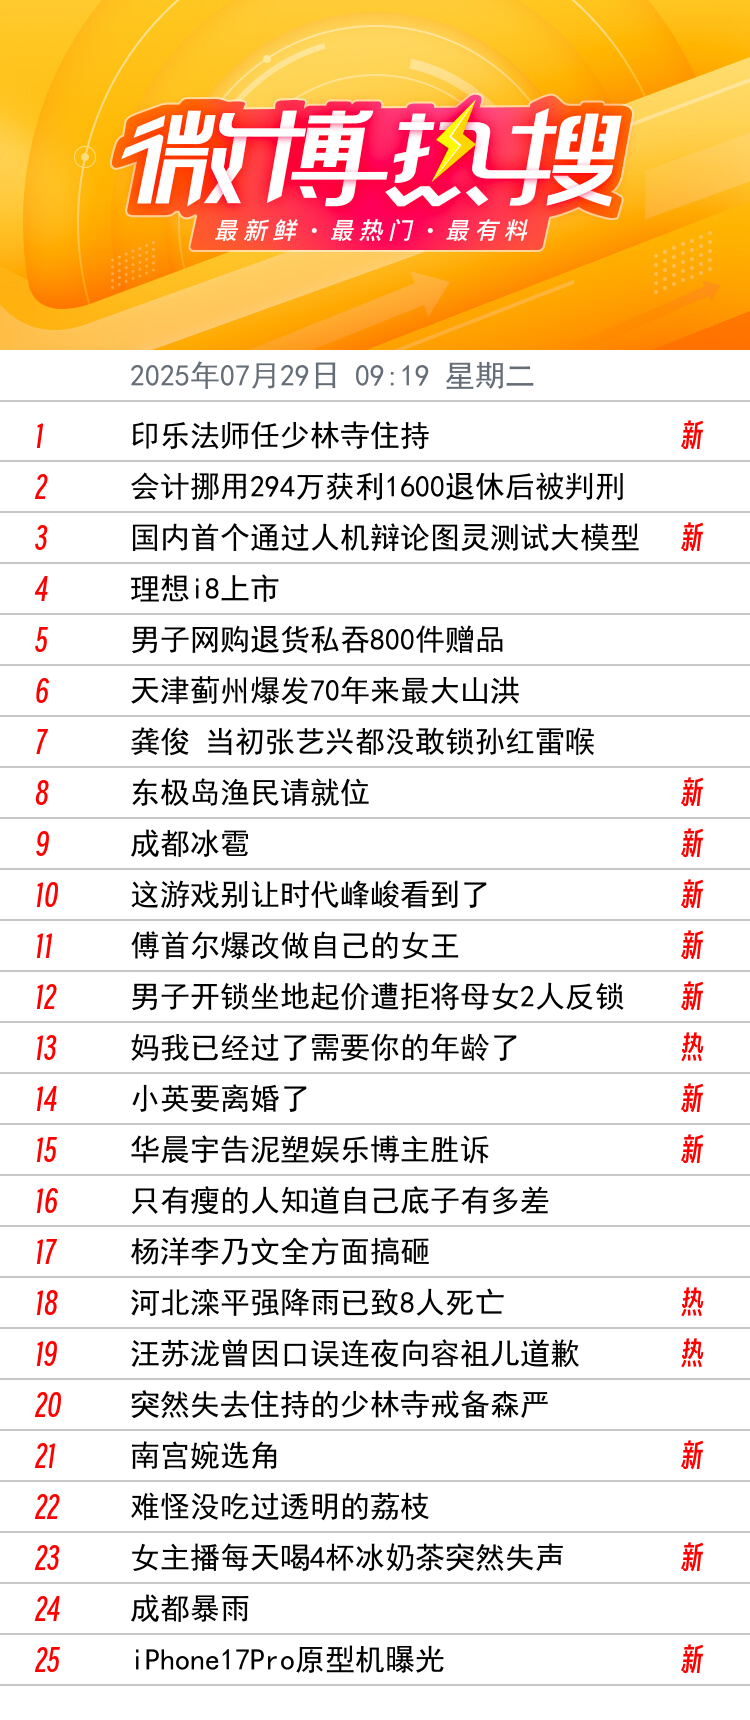 微博热搜
最新鲜·最热门·最有料
2025年07月29日 09:19 星期二
1 印乐法师任少林寺住持 新
2 会计挪用294万获利1600退休后被判刑
3 国内首个通过人机辩论图灵测试大模型 新
4 理想i8上市
5 男子网购退货私吞800件赠品
6 天津蓟州爆发70年来最大山洪
7 龚俊 当初张艺兴都没敢锁孙红雷喉
8 东极岛渔民请就位 新
9 成都冰雹 新
10 这游戏别让时代峰峻看到了 新
11 傅首尔爆改做自己的女王 新
12 男子开锁坐地起价遭拒将母女2人反锁 新
13 妈我已经过了需要你的年龄了 热
14 小英要离婚了 新
15 华晨宇告泥塑娱乐博主胜诉 新
16 只有瘦的人知道自己底子有多差
17 杨洋李乃文全方面搞砸
18 河北滦平强降雨已致8人死亡 热
19 汪苏泷曾因口误连夜向容祖儿道歉 热
20 突然失去住持的少林寺戒备森严
21 南宫婉选角 新
22 难怪没吃过透明的荔枝
23 女主播每天喝4杯冰奶茶突然失声 新
24 成都暴雨
25 iPhone17Pro原型机曝光 新